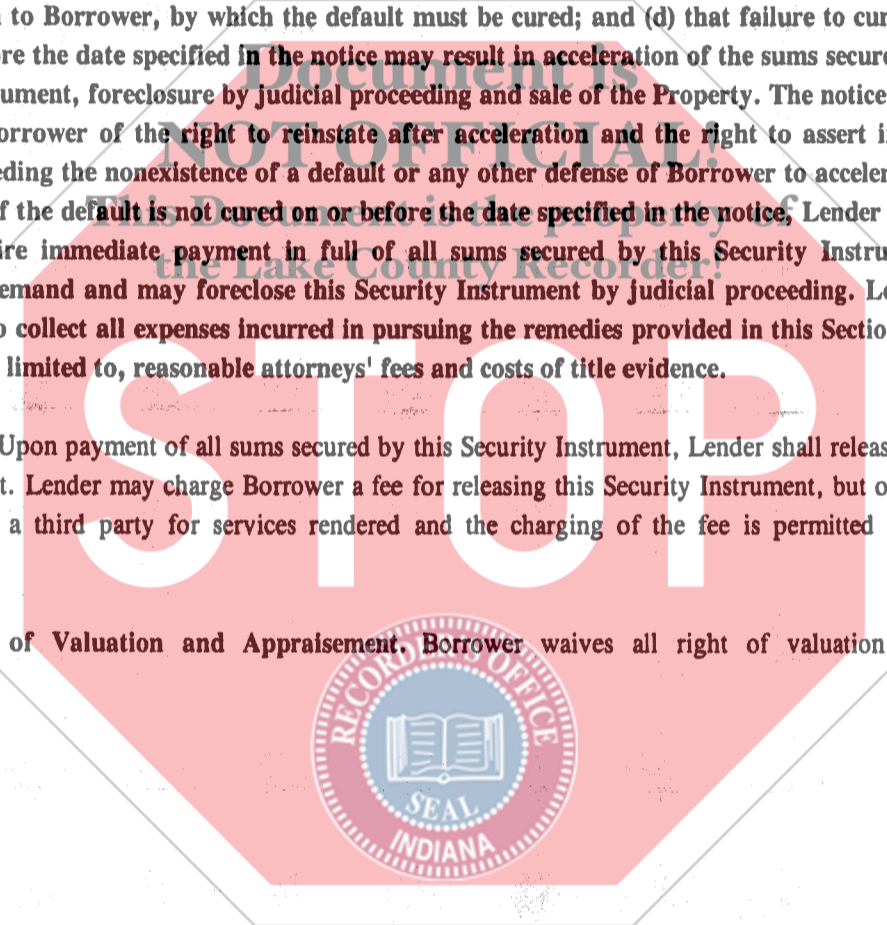 to Borrower, by which the default must be cured; and (d) that failure to cur
re the date specified in the notice may result in acceleration of the sums secure
ument, foreclosure by judicial proceeding and sale of the Property. The notice
orrower of the right to reinstate after acceleration and the right to assert i
eding the nonexistence of a default or any other defense of Borrower to acceler
f the default is not cured on or before the date specified in the notice, Lender
ire immediate payment in full of all sums secured by this Security Instru
emand and may foreclose this Security Instrument by judicial proceeding. Le
o collect all expenses incurred in pursuing the remedies provided in this Sectio
limited to, reasonable attorneys' fees and costs of title evidence.
Upon payment of all sums secured by this Security Instrument, Lender shall releas
t. Lender may charge Borrower a fee for releasing this Security Instrument, but o
a third party for services rendered and the charging of the fee is permitted
of Valuation and Appraisement. Borrower waives all right of valuation
Document is
NOT OFFICIAL!
This Document is the property of
the Lake County Recorder!
STOP
RECORDER'S OFFICE
SEAL
INDIANA